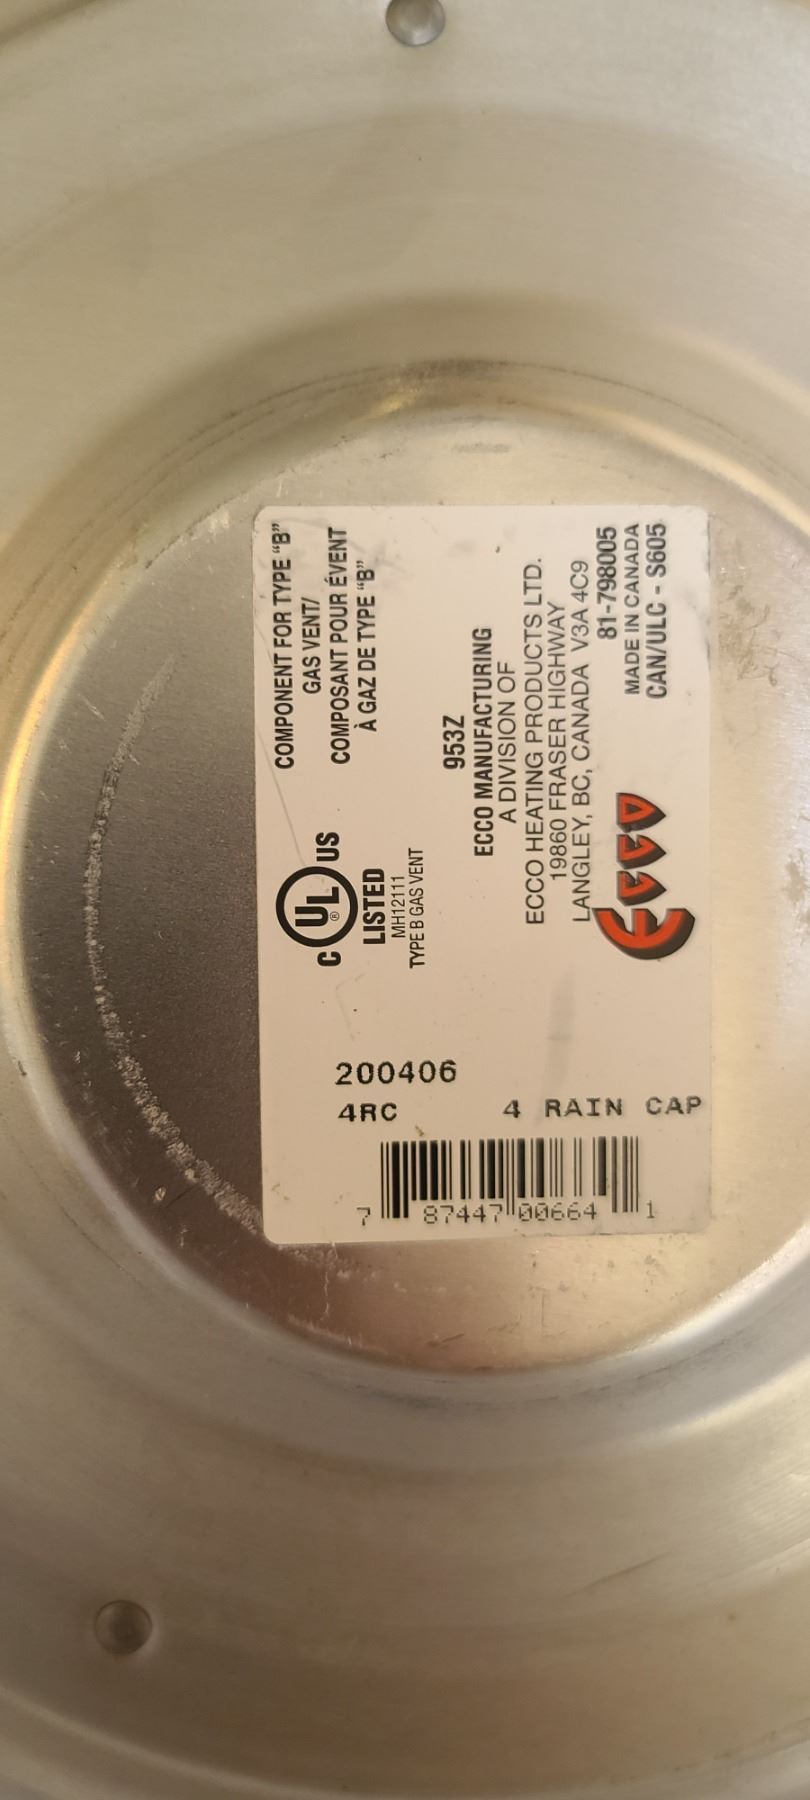 COMPONENT FOR TYPE "B"
GAS VENT/
COMPOSANT POUR ÉVENT
À GAZ DE TYPE "B"
C UL® US
LISTED
MH12111
TYPE B GAS VENT
953Z
ECCO MANUFACTURING
A DIVISION OF
ECCO HEATING PRODUCTS LTD.
19860 FRASER HIGHWAY
LANGLEY, BC, CANADA V3A 4C9
81-798005
MADE IN CANADA
CAN/ULC - S605
Ecco
200406
4RC 4 RAIN CAP
7 87447 00664 1